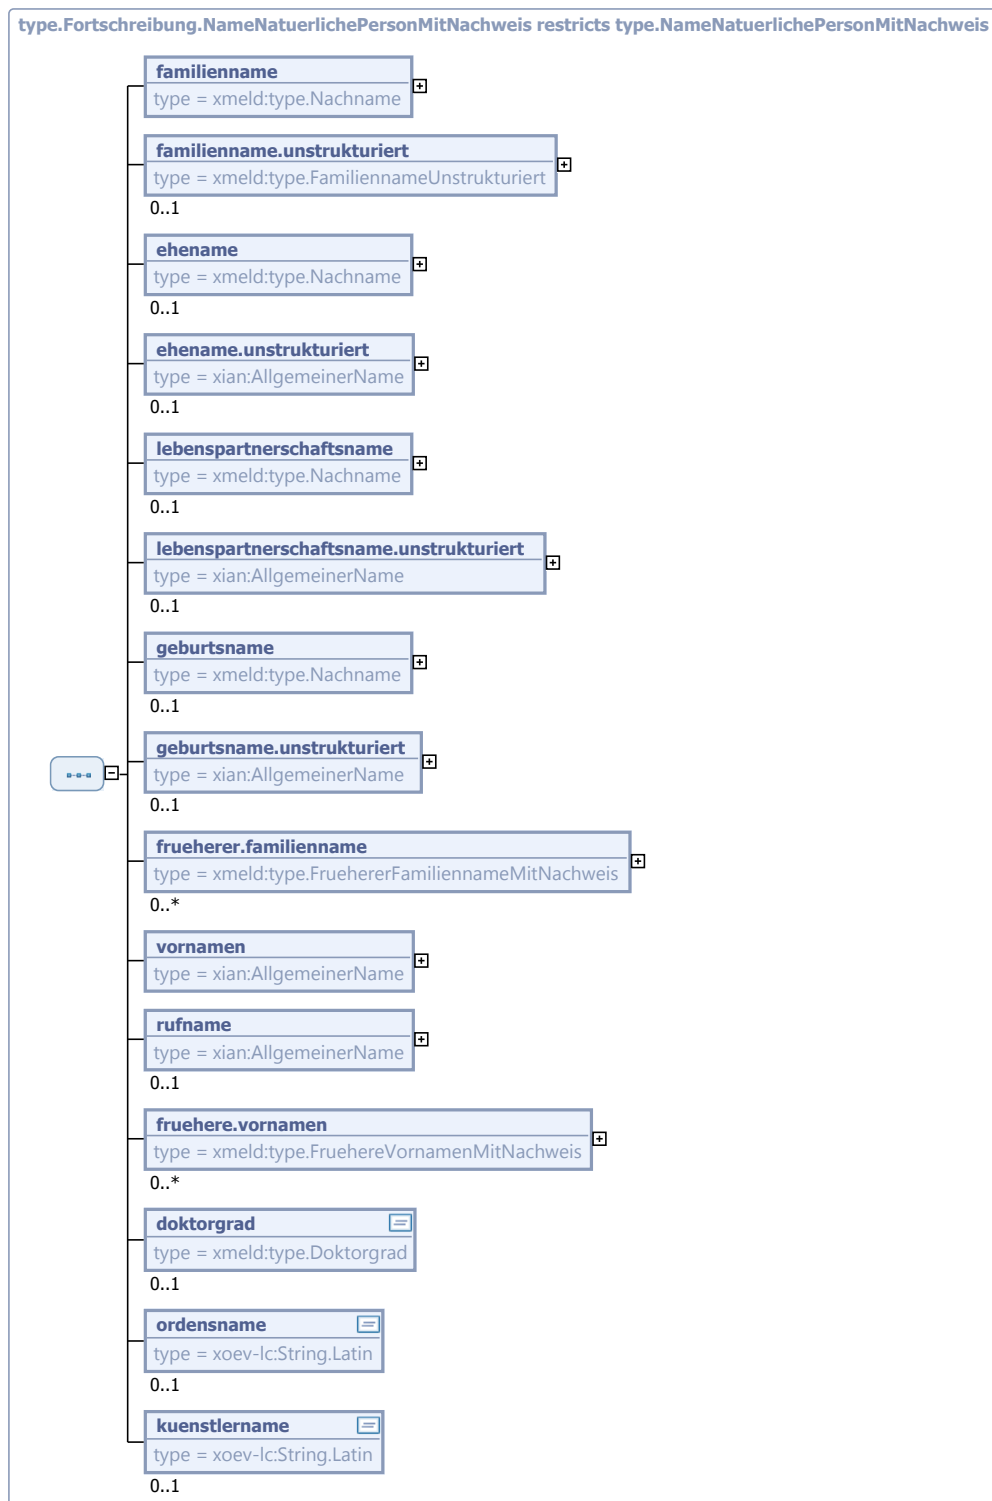 type.Fortschreibung.NameNatuerlichePersonMitNachweis restricts type.NameNatuerlichePersonMitNachweis
familienname
type = xmeld:type.Nachname
familienname.unstrukturiert
type = xmeld:type.FamiliennameUnstrukturiert
0..1
ehename
type = xmeld:type.Nachname
0..1
ehename.unstrukturiert
type = xian:AllgemeinerName
0..1
lebenspartnerschaftsname
type = xmeld:type.Nachname
0..1
lebenspartnerschaftsname.unstrukturiert
type = xian:AllgemeinerName
0..1
geburtsname
type = xmeld:type.Nachname
0..1
geburtsname.unstrukturiert
type = xian:AllgemeinerName
0..1
frueherer.familienname
type = xmeld:type.FruehererFamiliennameMitNachweis
0..*
vornamen
type = xian:AllgemeinerName
rufname
type = xian:AllgemeinerName
0..1
fruehere.vornamen
type = xmeld:type.FruehereVornamenMitNachweis
0..*
doktorgrad
type = xmeld:type.Doktorgrad
0..1
ordensname
type = xoev-lc:String.Latin
0..1
kuenstlername
type = xoev-lc:String.Latin
0..1